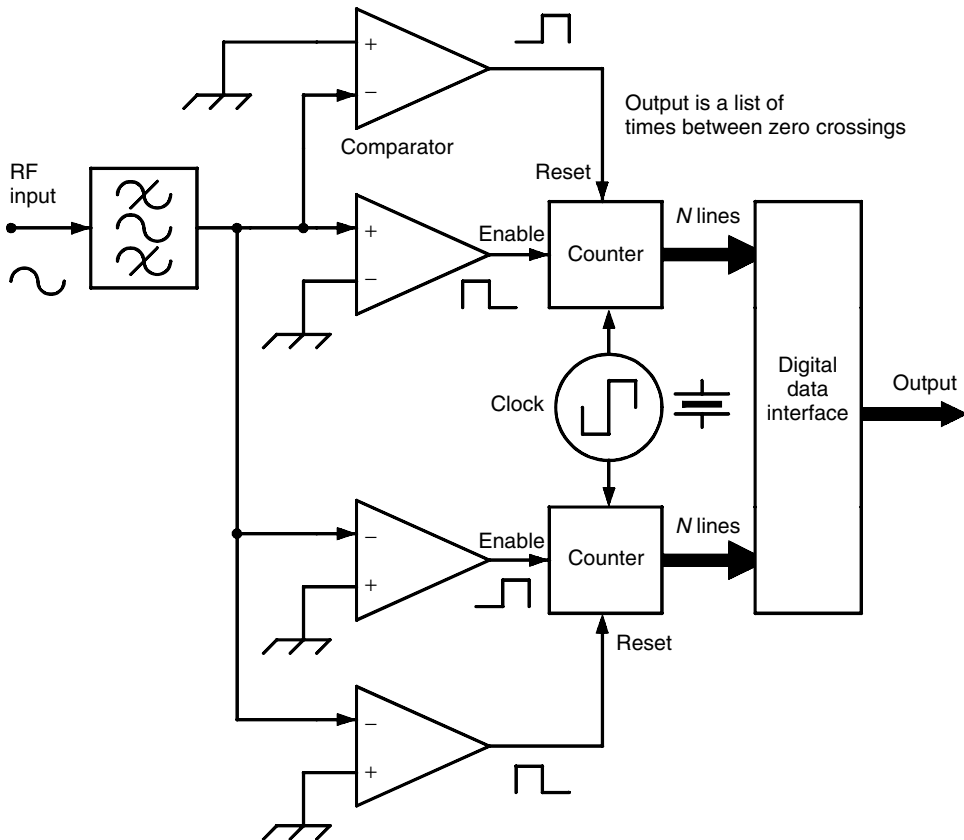 +
−
Comparator
Output is a list of
times between zero crossings
RF
input
Reset
+
−
Enable
Counter
N lines
Clock
Digital
data
interface
Output
−
+
Enable
Counter
N lines
Reset
−
+